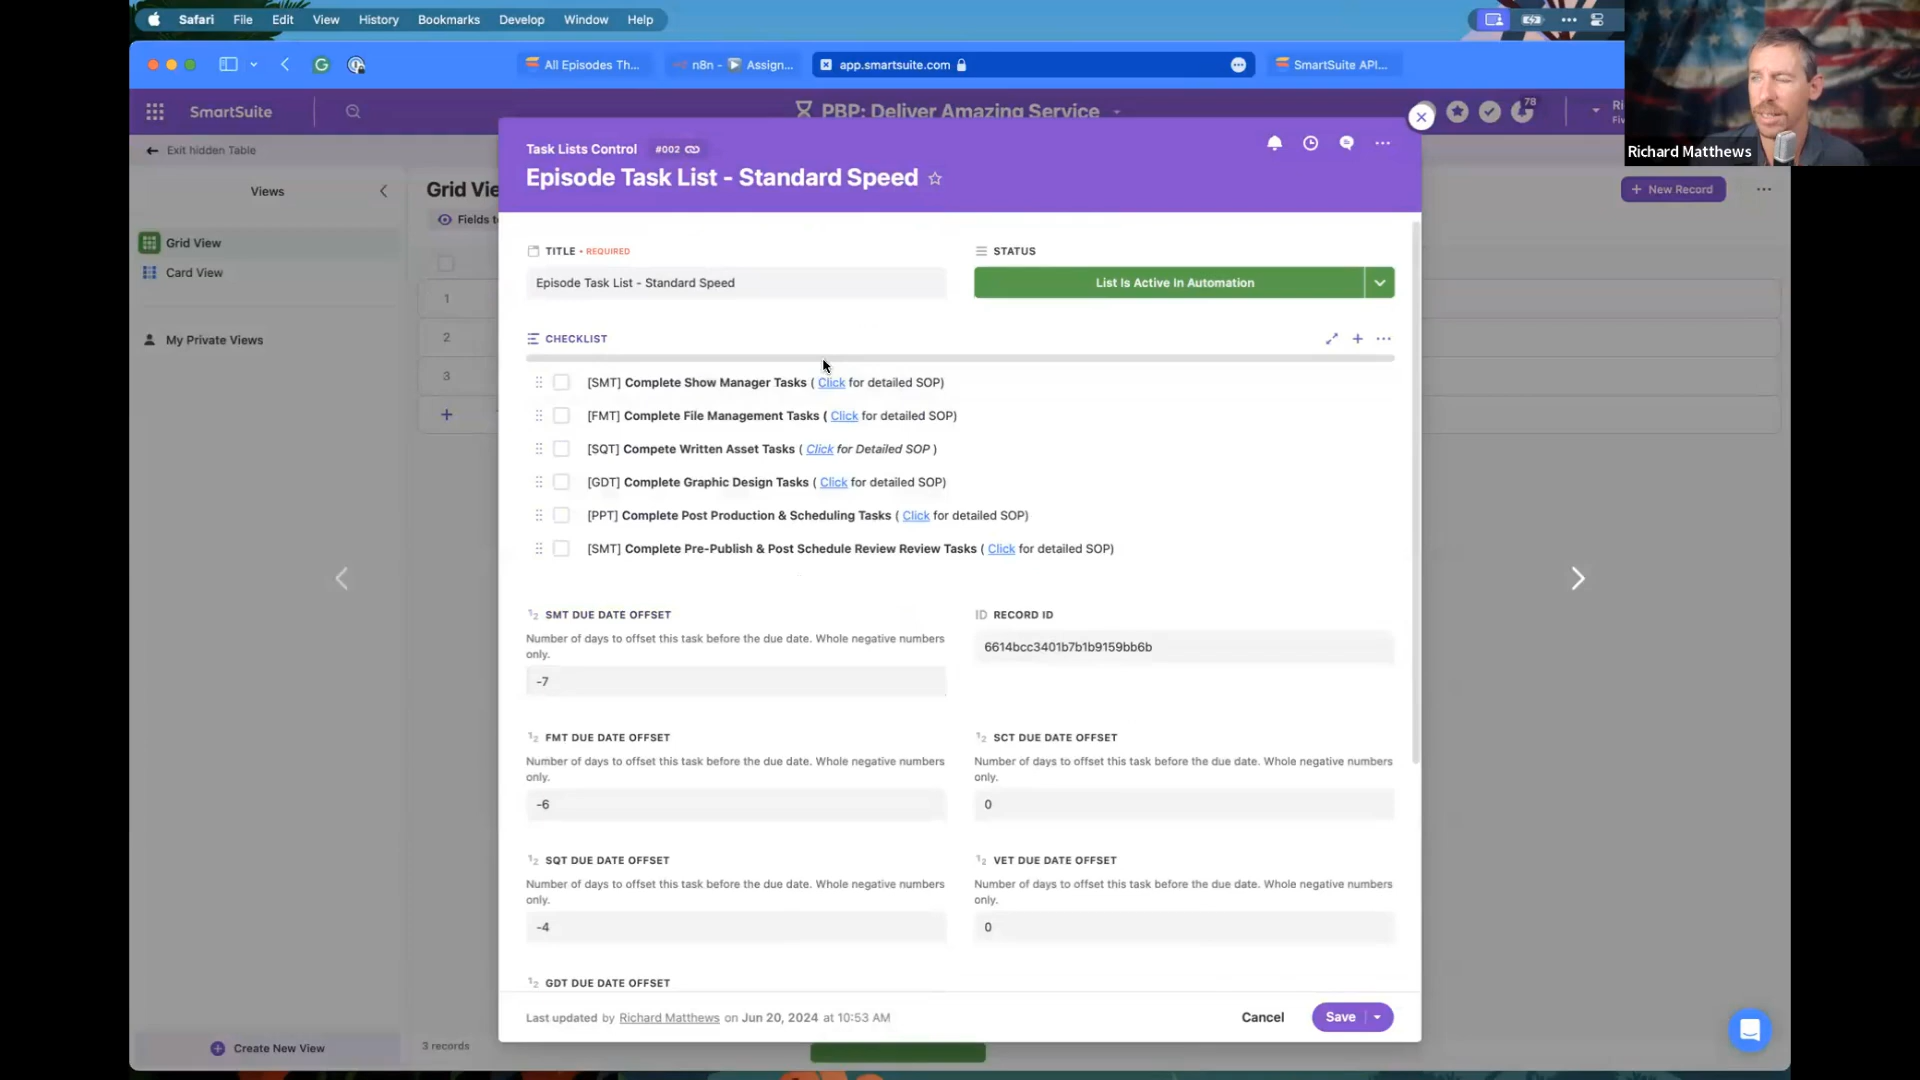 Safari File Edit View History Bookmarks Develop Window Help
All Episodes Th... n8n - Assign... app.smartsuite.com SmartSuite API...
SmartSuite PBP: Deliver Amazing Service 78 Ri
Fiv
Richard Matthews
Exit hidden Table
Views
Grid View
Card View
My Private Views
Create New View
Grid Vie
Fields to
New Record
1
2
3
3 records
Task Lists Control #002
Episode Task List - Standard Speed
TITLE • REQUIRED
Episode Task List - Standard Speed
STATUS
List Is Active In Automation
CHECKLIST
[SMT] Complete Show Manager Tasks ( Click for detailed SOP)
[FMT] Complete File Management Tasks ( Click for detailed SOP)
[SQT] Compete Written Asset Tasks ( Click for Detailed SOP )
[GDT] Complete Graphic Design Tasks ( Click for detailed SOP)
[PPT] Complete Post Production & Scheduling Tasks ( Click for detailed SOP)
[SMT] Complete Pre-Publish & Post Schedule Review Review Tasks ( Click for detailed SOP)
SMT DUE DATE OFFSET
Number of days to offset this task before the due date. Whole negative numbers
only.
-7
RECORD ID
6614bcc3401b7b1b9159bb6b
FMT DUE DATE OFFSET
Number of days to offset this task before the due date. Whole negative numbers
only.
-6
SCT DUE DATE OFFSET
Number of days to offset this task before the due date. Whole negative numbers
only.
0
SQT DUE DATE OFFSET
Number of days to offset this task before the due date. Whole negative numbers
only.
-4
VET DUE DATE OFFSET
Number of days to offset this task before the due date. Whole negative numbers
only.
0
GDT DUE DATE OFFSET
Last updated by Richard Matthews on Jun 20, 2024 at 10:53 AM
Cancel
Save